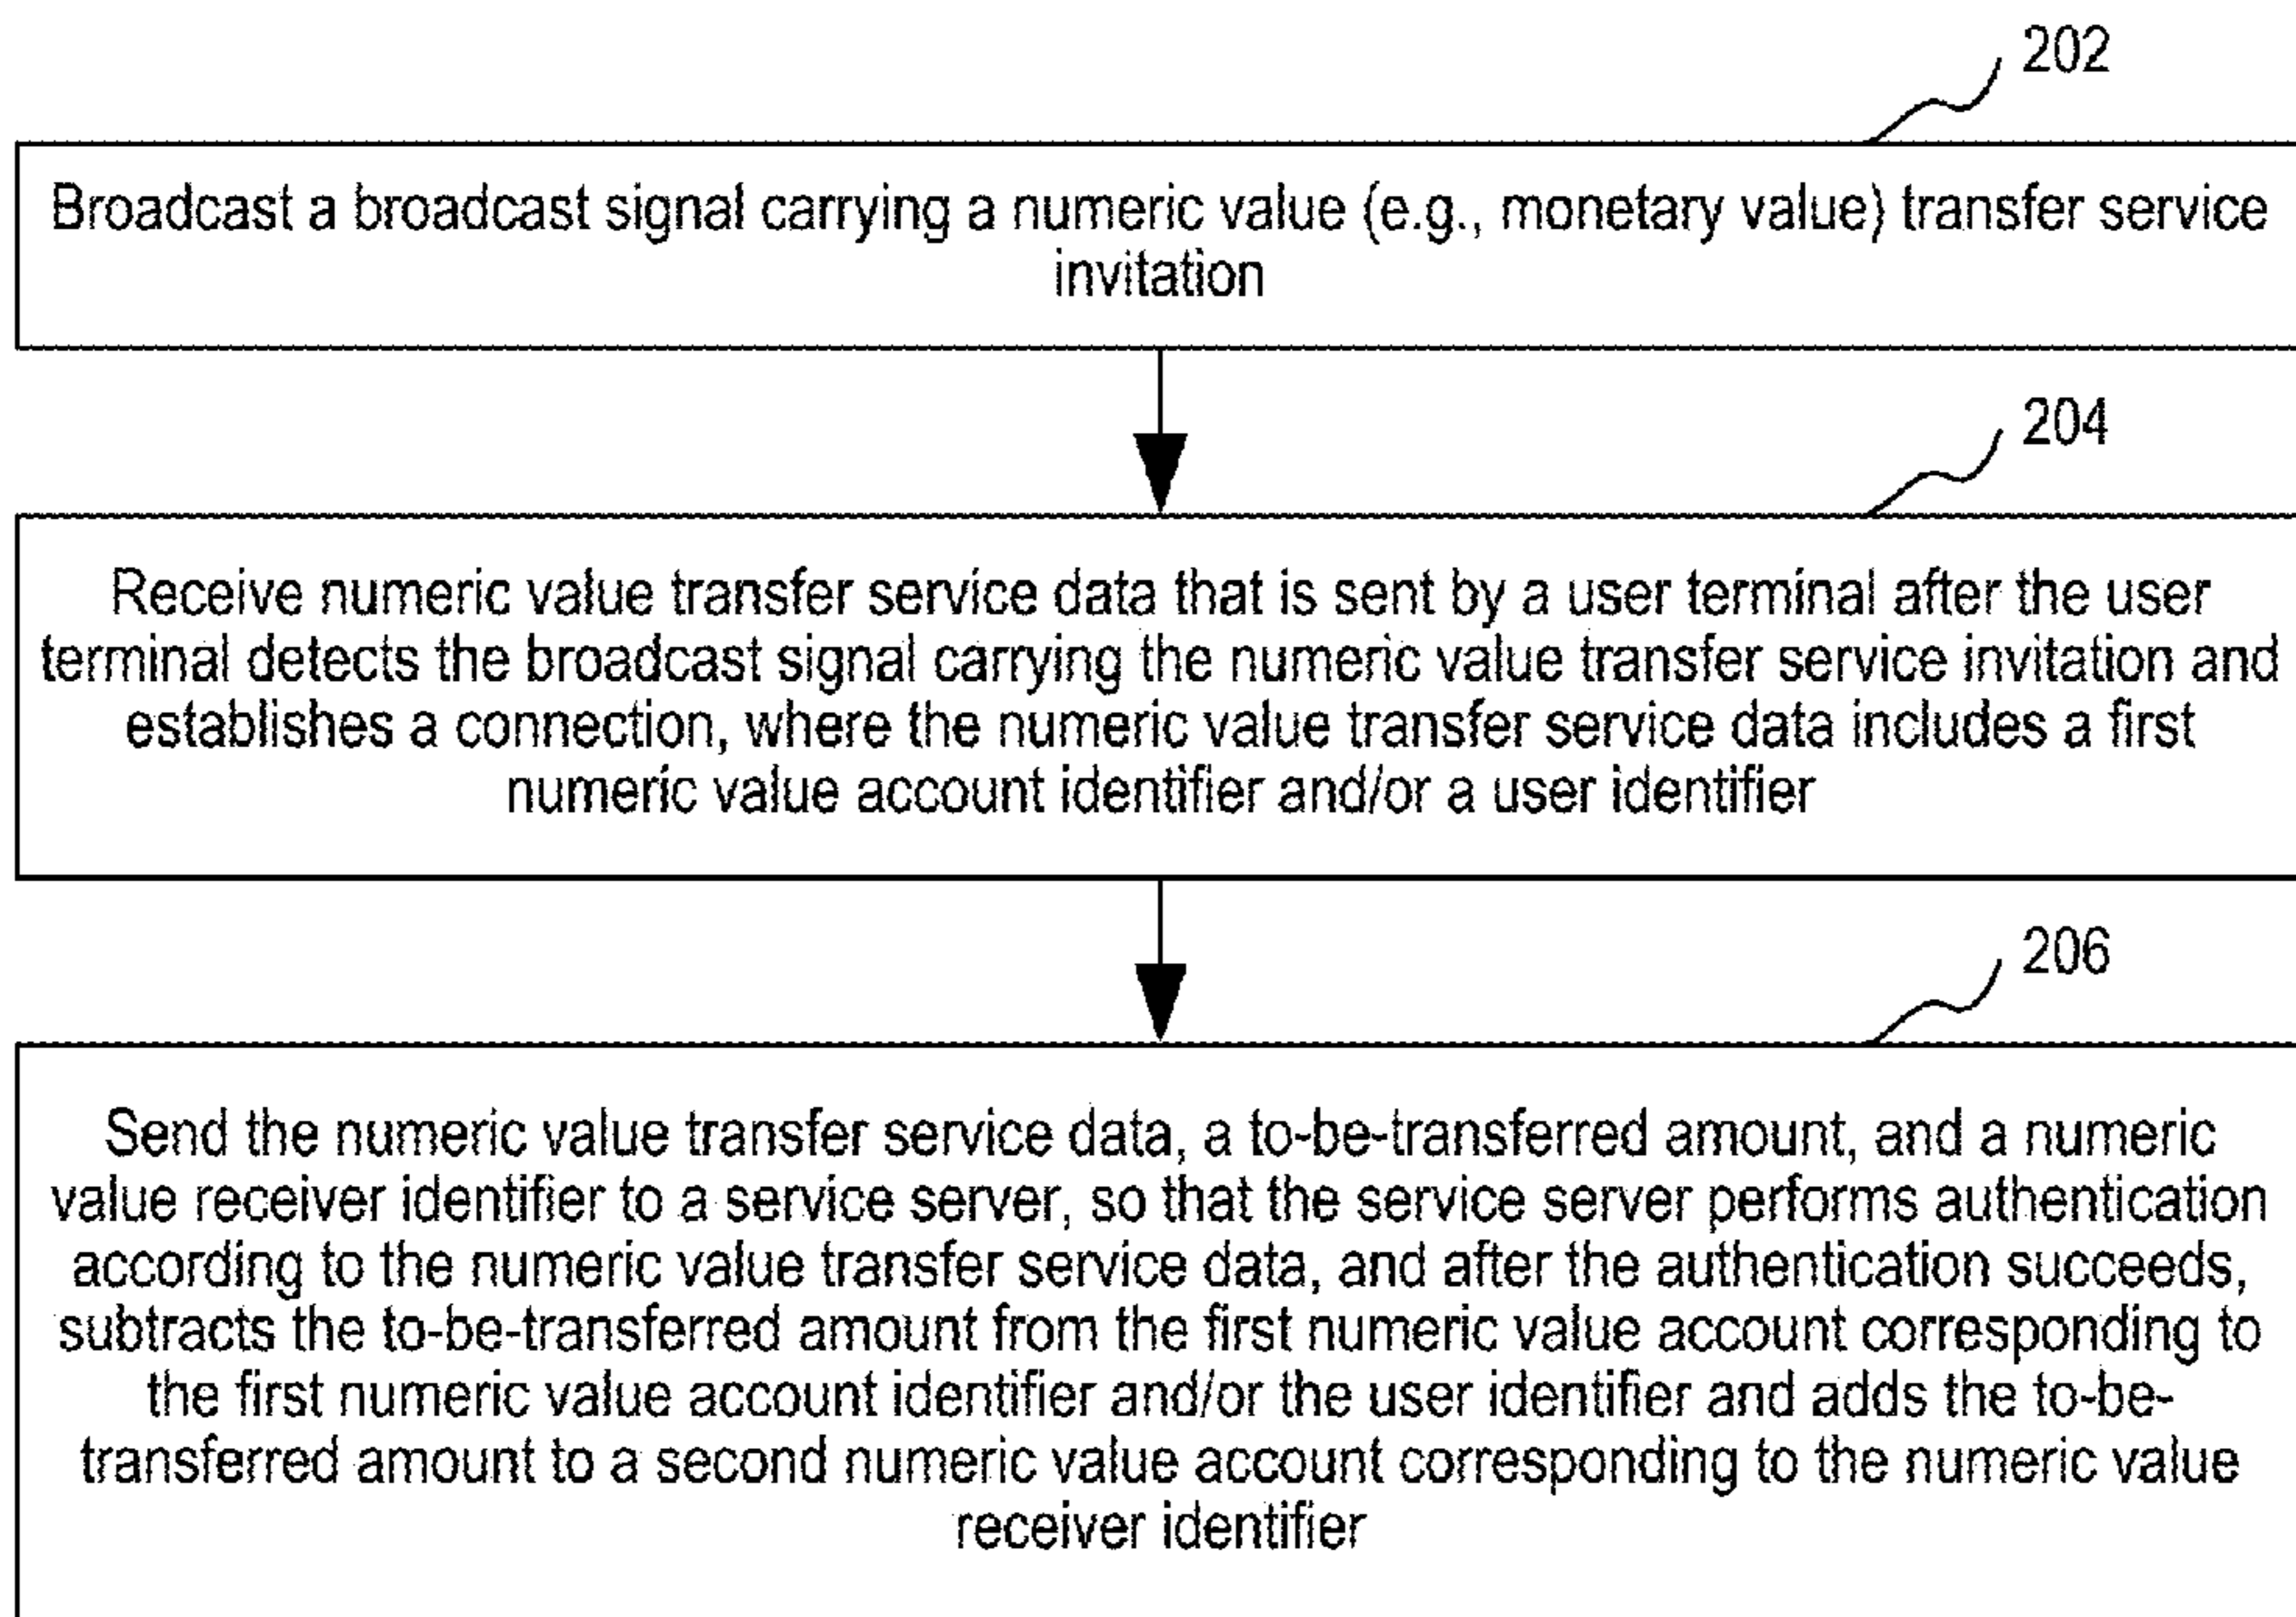 202
Broadcast a broadcast signal carrying a numeric value (e.g., monetary value) transfer service
invitation
204
Receive numeric value transfer service data that is sent by a user terminal after the user
terminal detects the broadcast signal carrying the numeric value transfer service invitation and
establishes a connection, where the numeric value transfer service data includes a first
numeric value account identifier and/or a user identifier
206
Send the numeric value transfer service data, a to-be-transferred amount, and a numeric
value receiver identifier to a service server, so that the service server performs authentication
according to the numeric value transfer service data, and after the authentication succeeds,
subtracts the to-be-transferred amount from the first numeric value account corresponding to
the first numeric value account identifier and/or the user identifier and adds the to-be-
transferred amount to a second numeric value account corresponding to the numeric value
receiver identifier